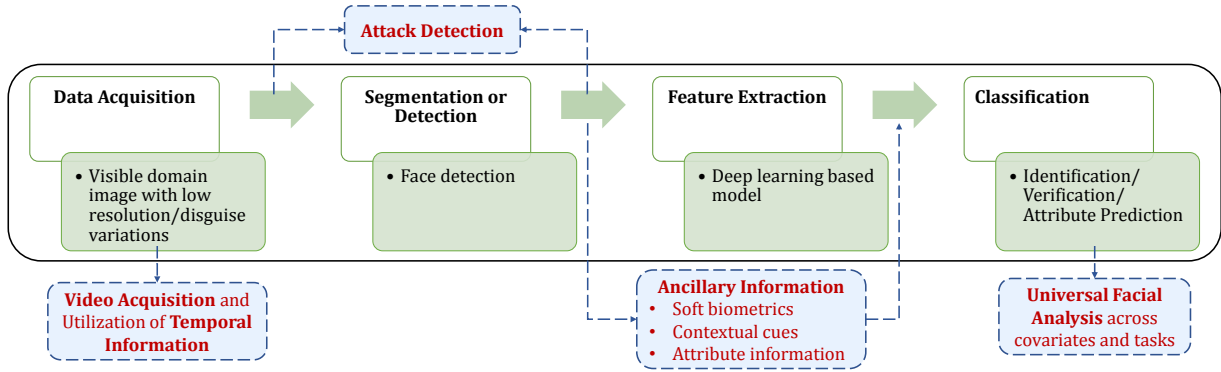 Attack Detection
Data Acquisition
• Visible domain
image with low
resolution/disguise
variations
Segmentation or
Detection
• Face detection
Feature Extraction
• Deep learning based
model
Classification
• Identification/
Verification/
Attribute Prediction
Video Acquisition and
Utilization of Temporal
Information
Ancillary Information
• Soft biometrics
• Contextual cues
• Attribute information
Universal Facial
Analysis across
covariates and tasks